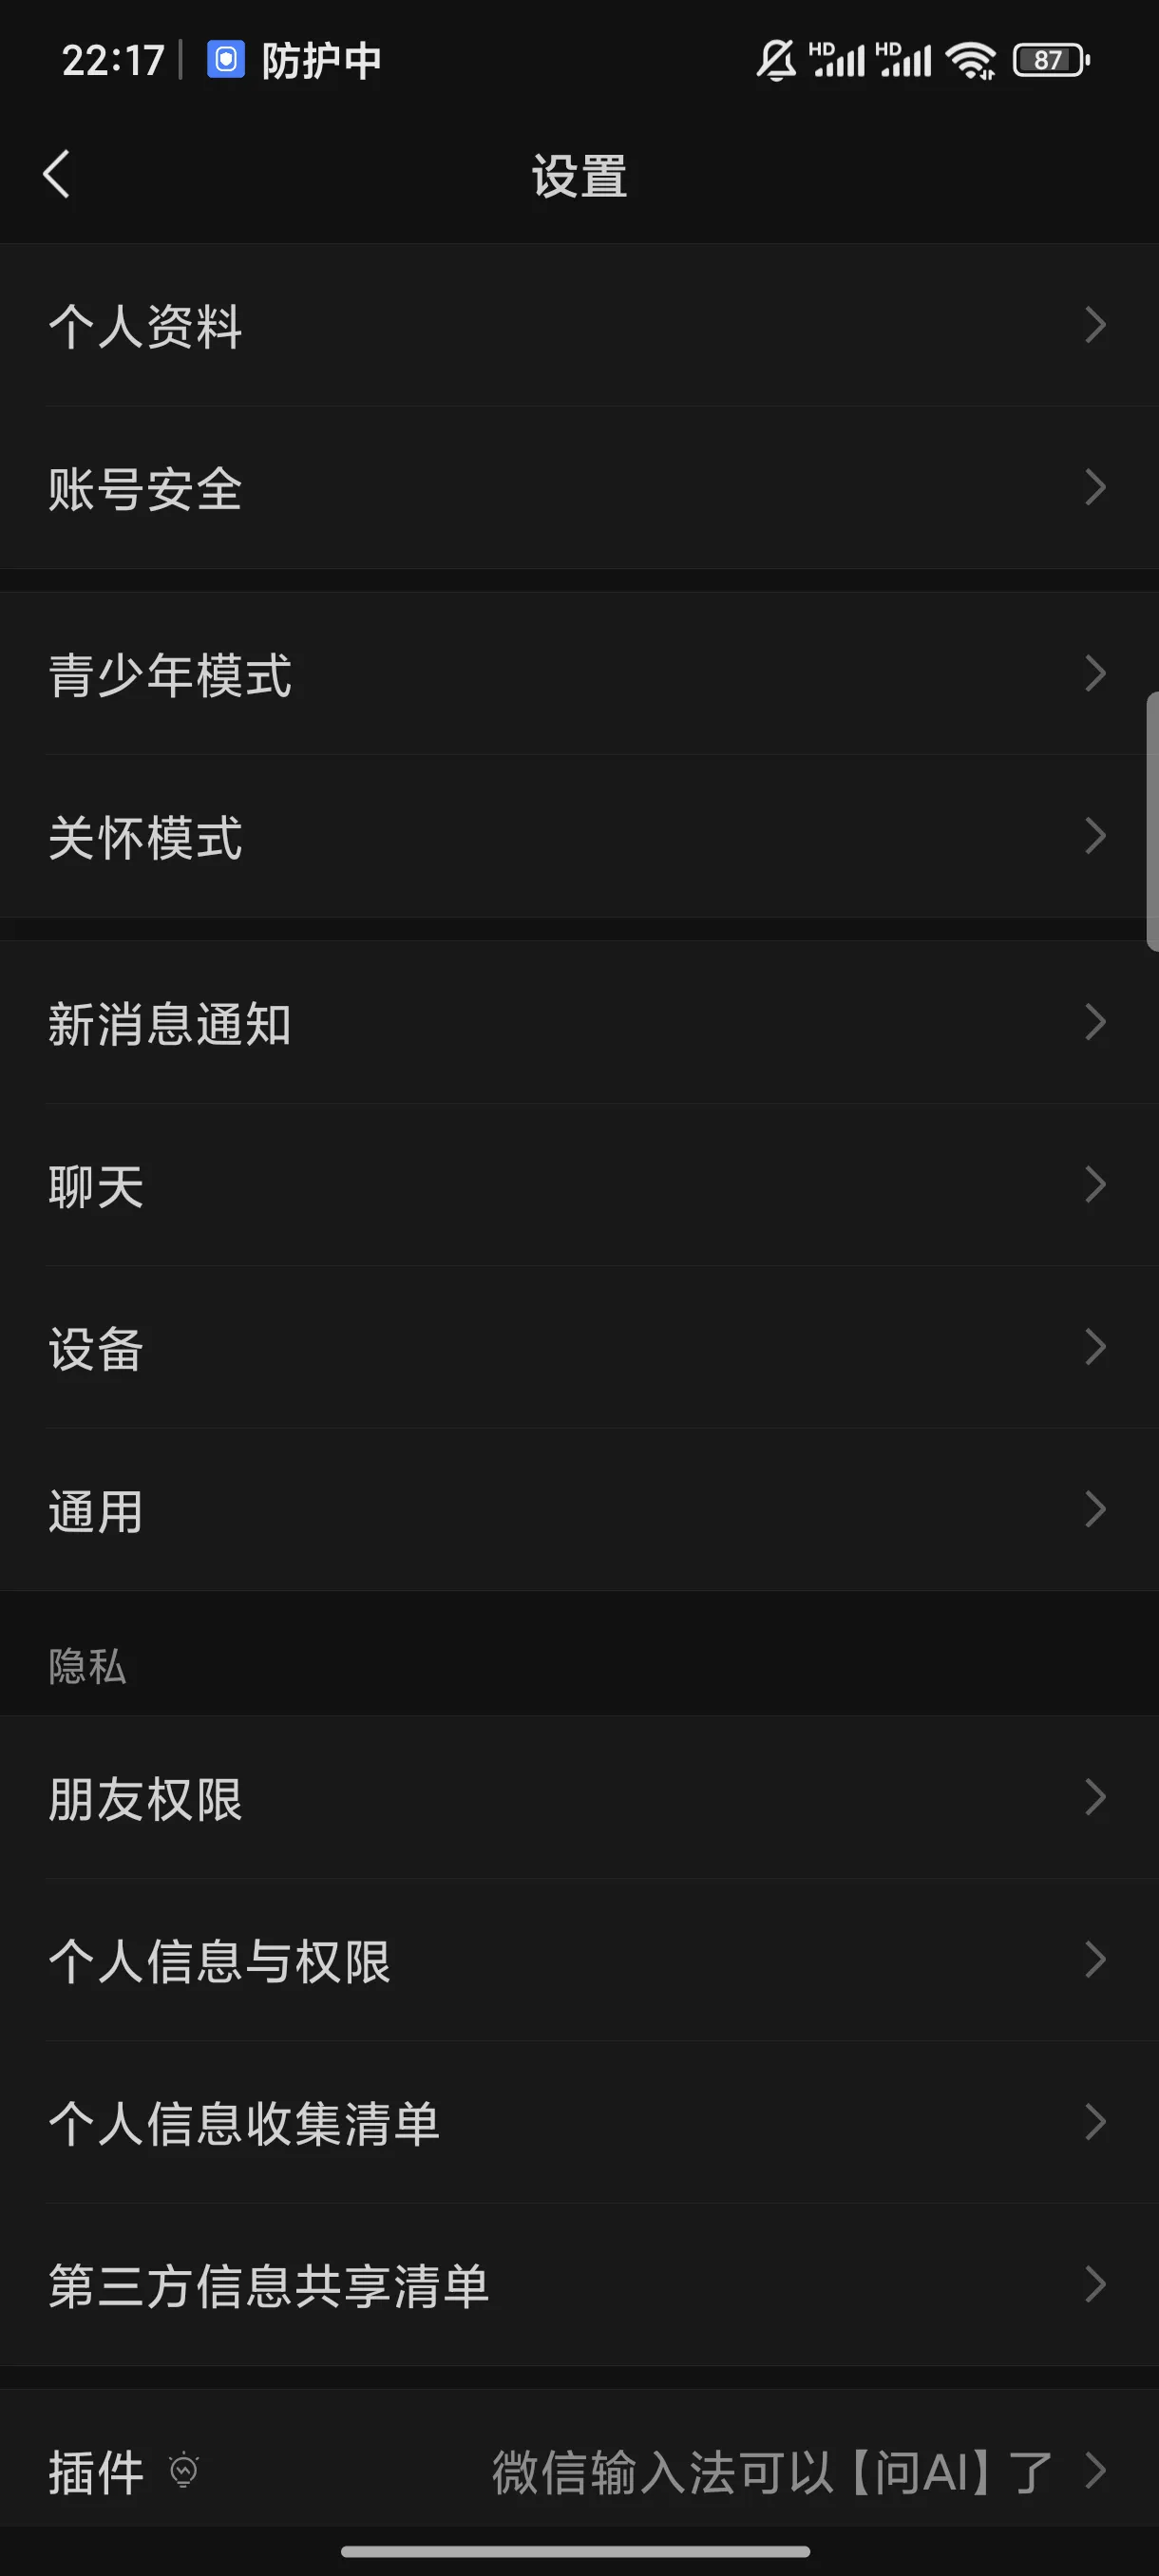 22:17 防护中 HD HD 87
设置
个人资料
账号安全
青少年模式
关怀模式
新消息通知
聊天
设备
通用
隐私
朋友权限
个人信息与权限
个人信息收集清单
第三方信息共享清单
插件 微信输入法可以【问AI】了